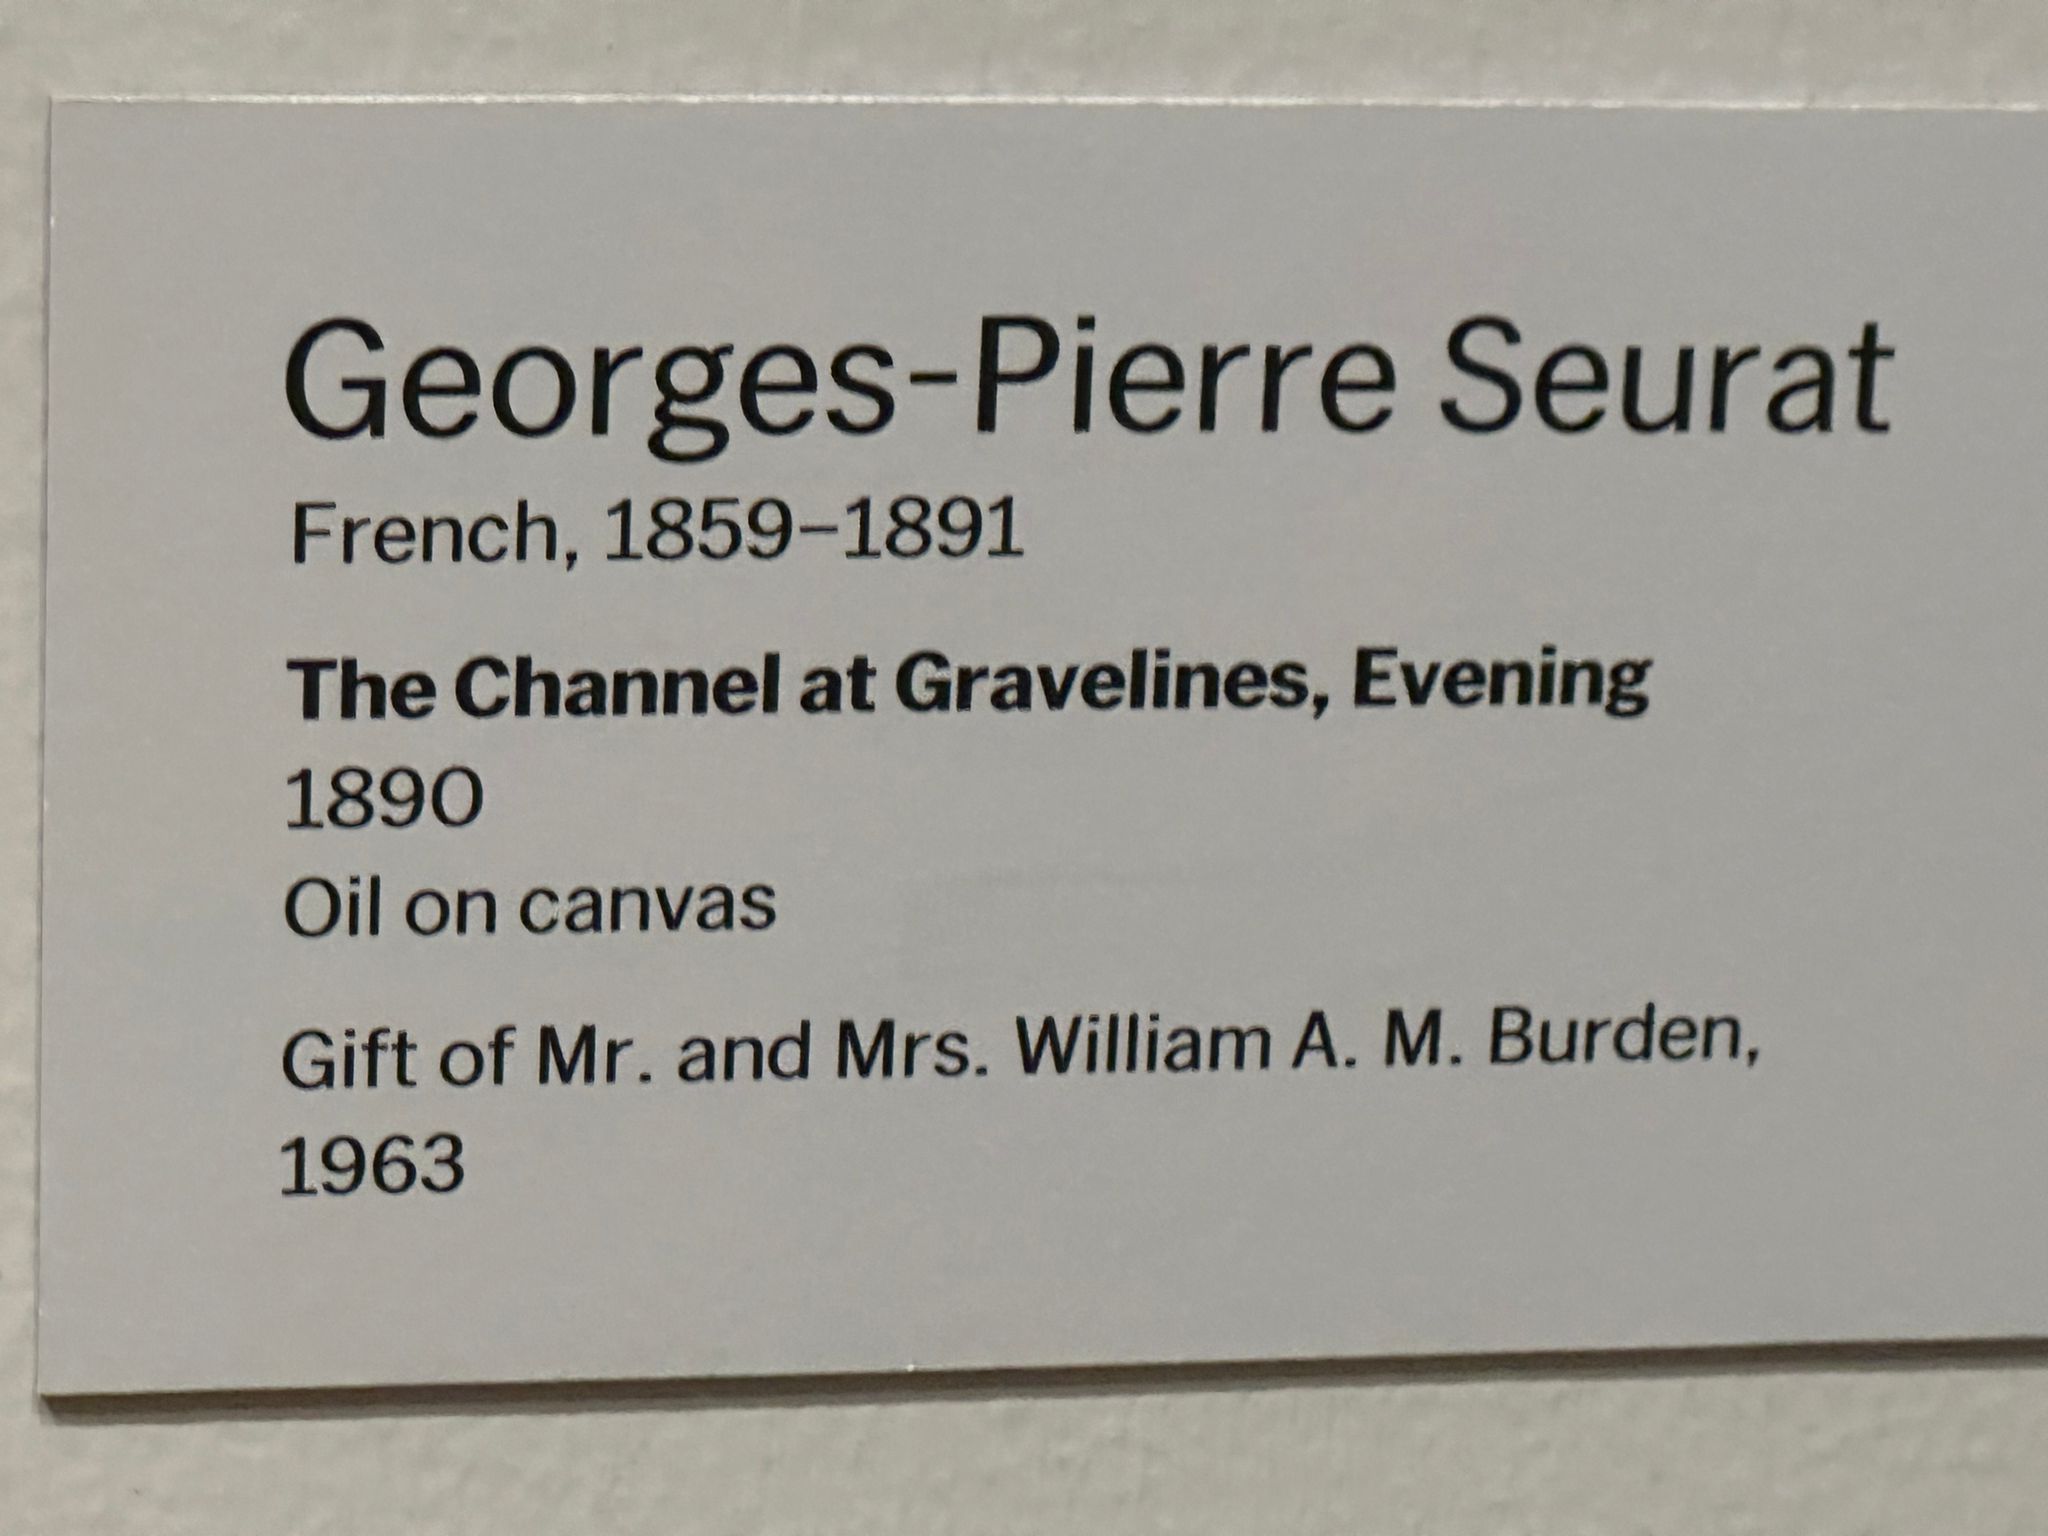 Georges-Pierre Seurat
French, 1859–1891
The Channel at Gravelines, Evening
1890
Oil on canvas
Gift of Mr. and Mrs. William A. M. Burden,
1963